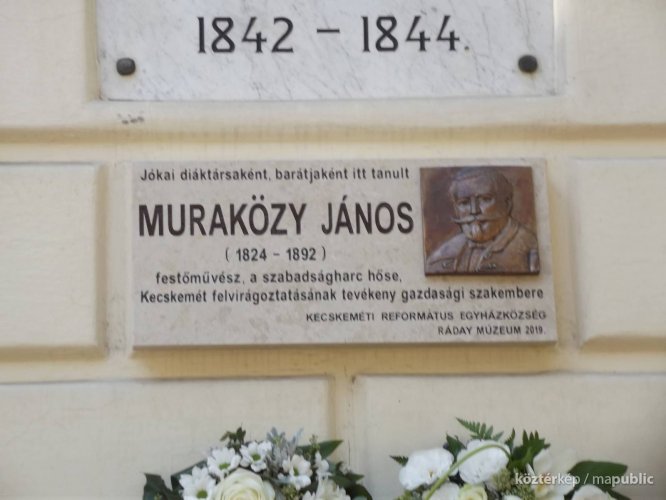 1842 – 1844.
Jókai diáktársaként, barátjaként itt tanult
MURAKÖZY JÁNOS
( 1824 - 1892 )
festőművész, a szabadságharc hőse,
Kecskemét felvirágoztatásának tevékeny gazdasági szakembere
KECSKEMÉTI REFORMÁTUS EGYHÁZKÖZSÉG
RÁDAY MÚZEUM 2019.
köztérkép / mapublic